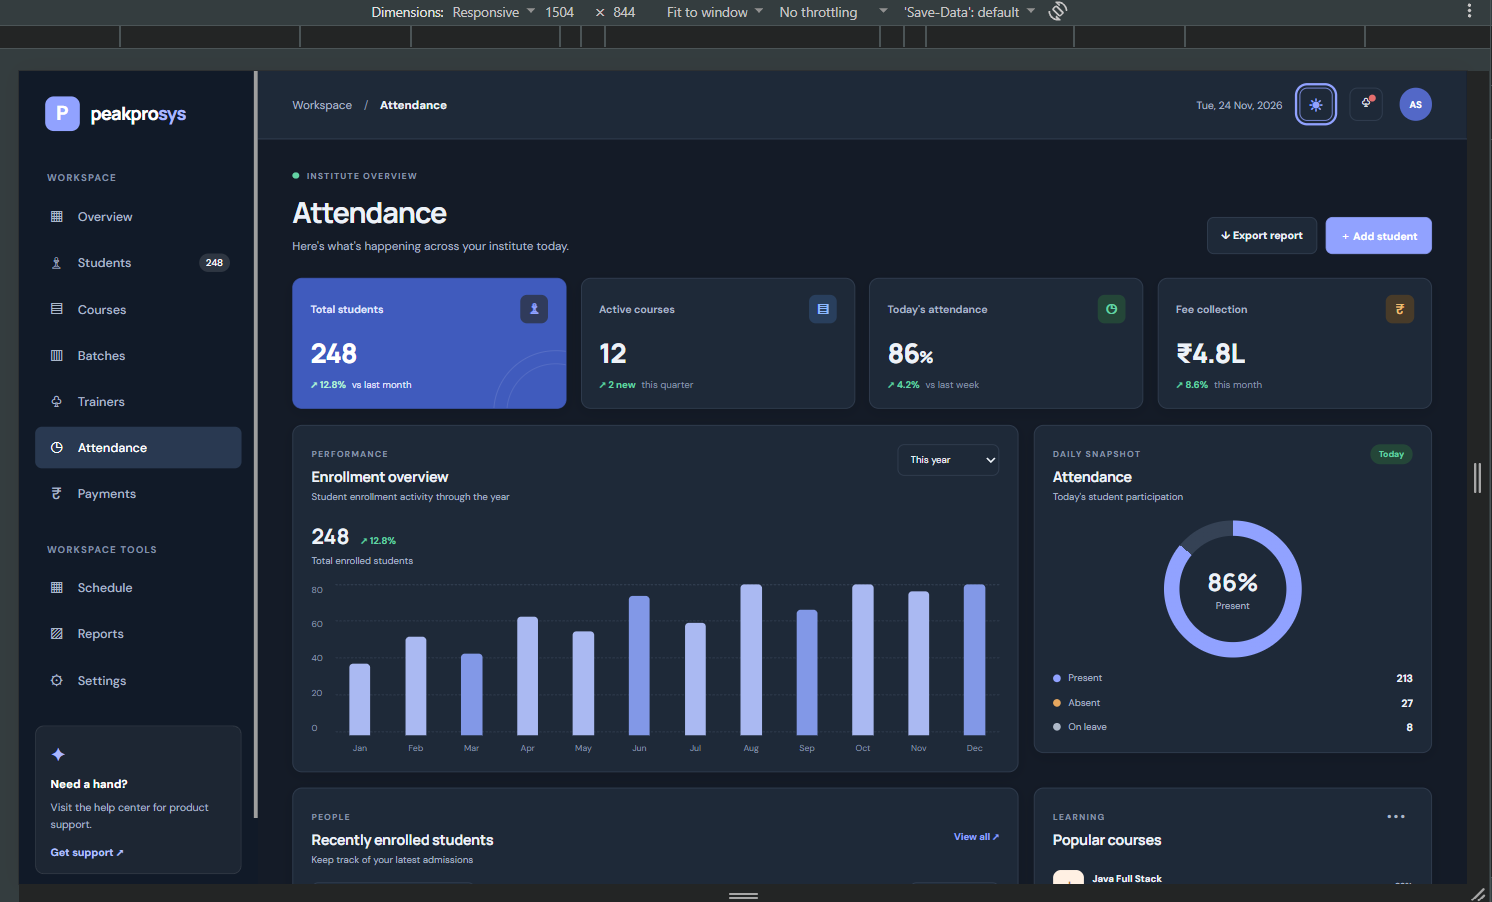 Dimensions: Responsive 1504 × 844 Fit to window No throttling 'Save-Data': default
P peakprosys
WORKSPACE
Overview
Students 248
Courses
Batches
Trainers
Attendance
Payments
WORKSPACE TOOLS
Schedule
Reports
Settings
Need a hand?
Visit the help center for product
support.
Get support ↗
Workspace / Attendance
Tue, 24 Nov, 2026
AS
INSTITUTE OVERVIEW
Attendance
Here's what's happening across your institute today.
↓ Export report
+ Add student
Total students
248
↗ 12.8% vs last month
Active courses
12
↗ 2 new this quarter
Today's attendance
86%
↗ 4.2% vs last week
Fee collection
₹
₹4.8L
↗ 8.6% this month
PERFORMANCE
Enrollment overview
Student enrollment activity through the year
This year
248 ↗ 12.8%
Total enrolled students
80
60
40
20
0
Jan Feb Mar Apr May Jun Jul Aug Sep Oct Nov Dec
DAILY SNAPSHOT
Attendance
Today's student participation
Today
86%
Present
Present 213
Absent 27
On leave 8
PEOPLE
Recently enrolled students
Keep track of your latest admissions
View all ↗
LEARNING
Popular courses
Java Full Stack